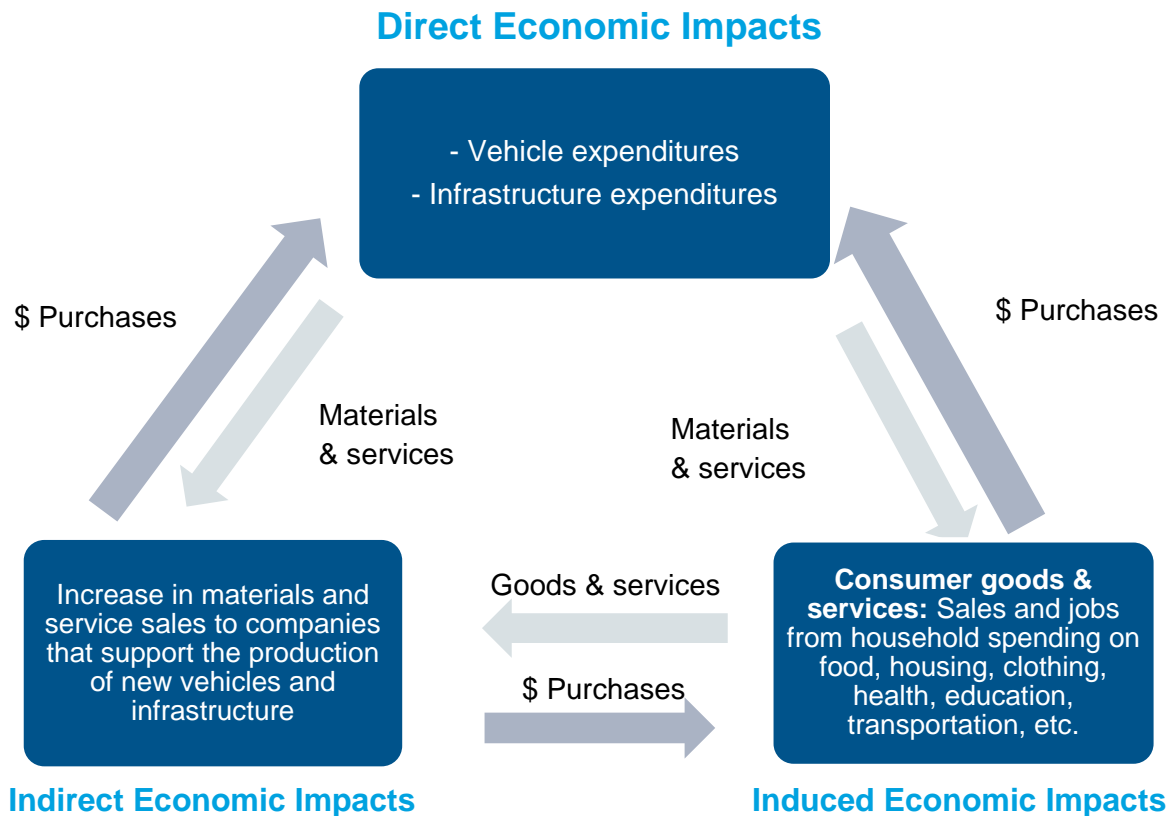 Direct Economic Impacts
- Vehicle expenditures
- Infrastructure expenditures
$ Purchases
$ Purchases
Materials
& services
Materials
& services
Increase in materials and
service sales to companies
that support the production
of new vehicles and
infrastructure
Goods & services
$ Purchases
Consumer goods &
services: Sales and jobs
from household spending on
food, housing, clothing,
health, education,
transportation, etc.
Indirect Economic Impacts
Induced Economic Impacts